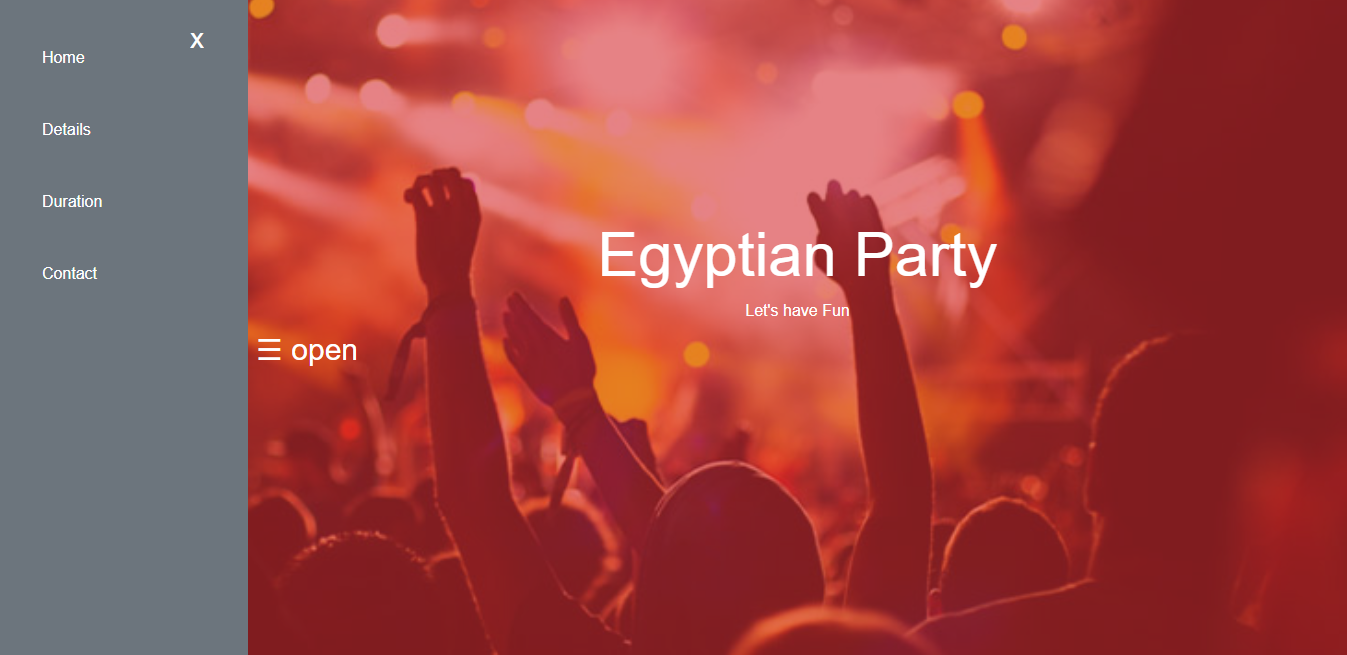 X
Home
Details
Duration
Contact
Egyptian Party
Let's have Fun
☰ open